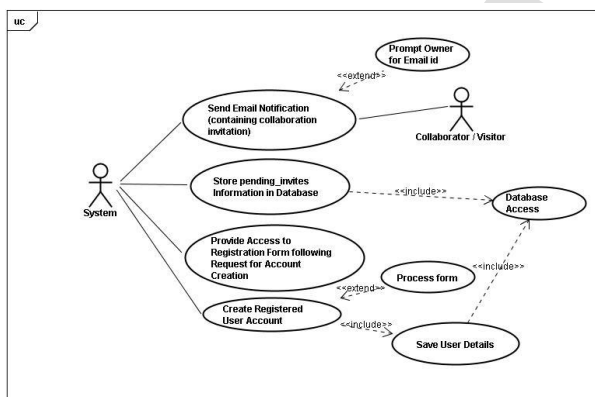 uc
Prompt Owner
for Email id
<<extend>>
Send Email Notification
(containing collaboration
invitation)
Collaborator / Visitor
Store pending_invites
Information in Database
<<include>>
Database
Access
System
Provide Access to
Registration Form following
Request for Account
Creation
<<include>>
Process form
<<extend>>
Create Registered
User Account
<<include>>
Save User Details